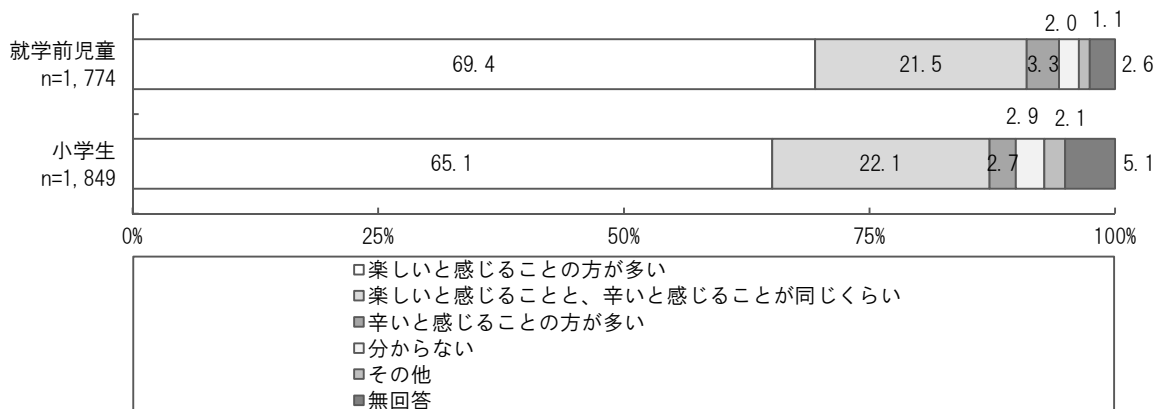 2.0 1.1
就学前児童
n=1,774
69.4 21.5 3.3 2.6
2.9 2.1
小学生
n=1,849
65.1 22.1 2.7 5.1
0% 25% 50% 75% 100%
□楽しいと感じることの方が多い
□楽しいと感じることと、辛いと感じることが同じくらい
■辛いと感じることの方が多い
□分からない
■その他
■無回答